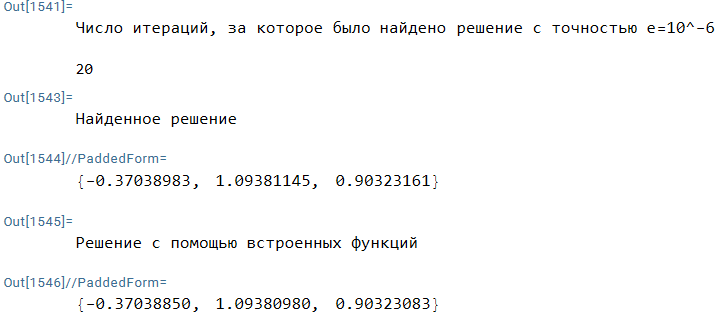 Out[1541]=
Число итераций, за которое было найдено решение с точностью e=10^-6
20
Out[1543]=
Найденное решение
Out[1544]//PaddedForm=
{-0.37038983, 1.09381145, 0.90323161}
Out[1545]=
Решение с помощью встроенных функций
Out[1546]//PaddedForm=
{-0.37038850, 1.09380980, 0.90323083}